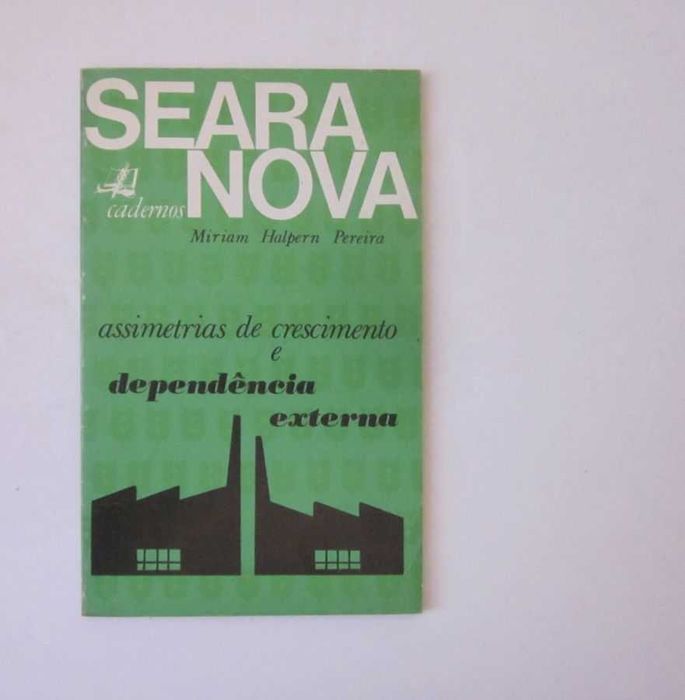 SEARA
NOVA
cadernos
Miriam Halpern Pereira
assimetrias de crescimento
e
dependência
externa